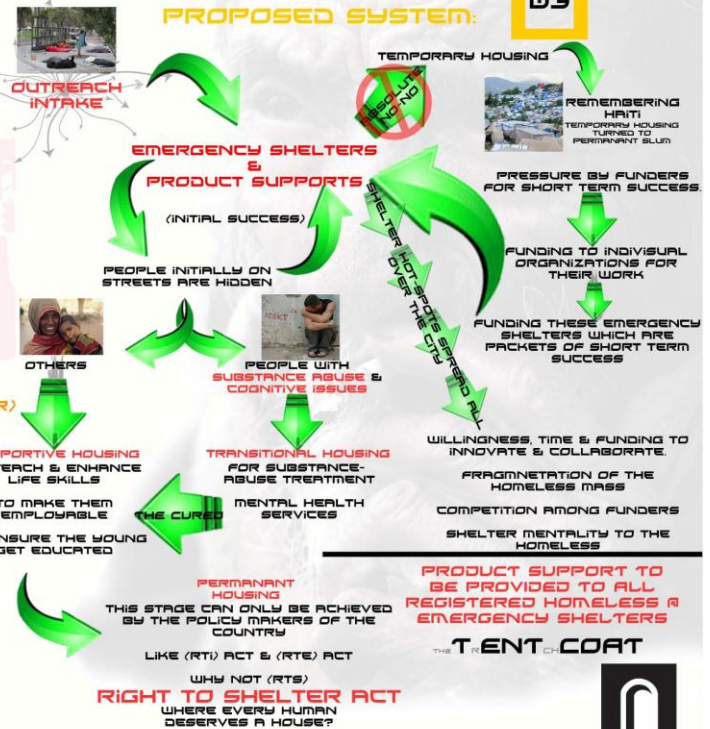 PROPOSED SYSTEM:
D3
OUTREACH
INTAKE
TEMPORARY HOUSING
ABSOLUTE
NO-NO
REMEMBERING
HAITI
TEMPORARY HOUSING
TURNED TO
PERMANANT SLUM
EMERGENCY SHELTERS
&
PRODUCT SUPPORTS
(INITIAL SUCCESS)
PEOPLE INITIALLY ON
STREETS ARE HIDDEN
SHELTER HOT-SPOTS SPREAD ALL
OVER THE CITY
PRESSURE BY FUNDERS
FOR SHORT TERM SUCCESS.
FUNDING TO INDIVISUAL
ORGANIZATIONS FOR
THEIR WORK
FUNDING THESE EMERGENCY
SHELTERS WHICH ARE
PACKETS OF SHORT TERM
SUCCESS
ADDICT
OTHERS
PEOPLE WITH
SUBSTANCE ABUSE &
COGNITIVE ISSUES
R)
PORTIVE HOUSING
TEACH & ENHANCE
LIFE SKILLS
TO MAKE THEM
EMPLOYABLE
ENSURE THE YOUNG
GET EDUCATED
TRANSITIONAL HOUSING
FOR SUBSTANCE-
ABUSE TREATMENT
MENTAL HEALTH
SERVICES
THE CURED
WILLINGNESS, TIME & FUNDING TO
INNOVATE & COLLABORATE.
FRAGMNETATION OF THE
HOMELESS MASS
COMPETITION AMONG FUNDERS
SHELTER MENTALITY TO THE
HOMELESS
PERMANANT
HOUSING
THIS STAGE CAN ONLY BE ACHIEVED
BY THE POLICY MAKERS OF THE
COUNTRY
LIKE (RTI) ACT & (RTE) ACT
WHY NOT (RTS)
RIGHT TO SHELTER ACT
WHERE EVERY HUMAN
DESERVES A HOUSE?
PRODUCT SUPPORT TO
BE PROVIDED TO ALL
REGISTERED HOMELESS @
EMERGENCY SHELTERS
THE TRENTCHCOAT